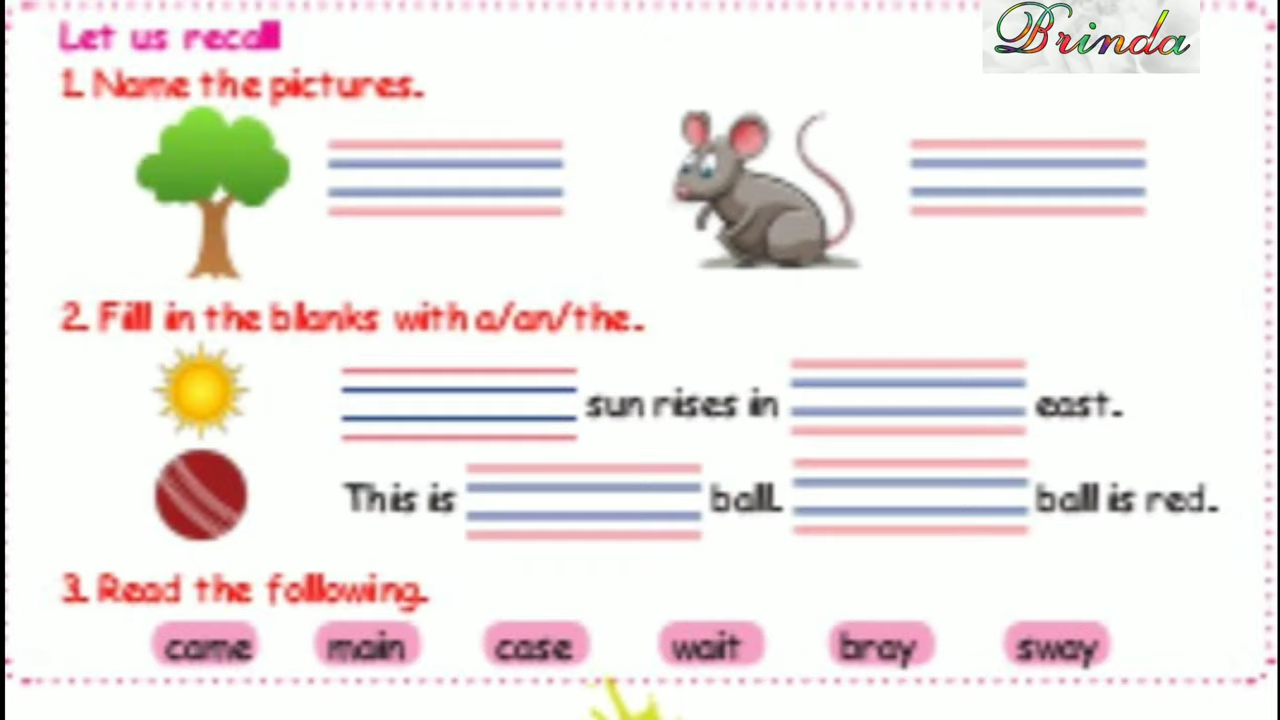 Brinda
Let us recall
1. Name the pictures.
2. Fill in the blanks with a/an/the.
sun rises in east.
This is ball. ball is red.
3. Read the following.
came main case wait bray sway